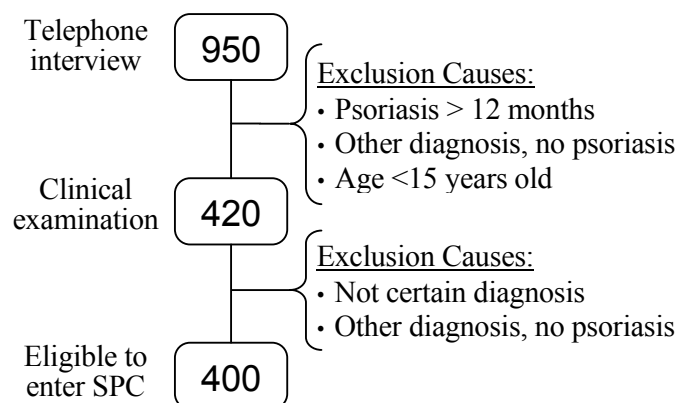 Telephone
interview
950
Exclusion Causes:
• Psoriasis > 12 months
• Other diagnosis, no psoriasis
• Age <15 years old
Clinical
examination
420
Exclusion Causes:
• Not certain diagnosis
• Other diagnosis, no psoriasis
Eligible to
enter SPC
400